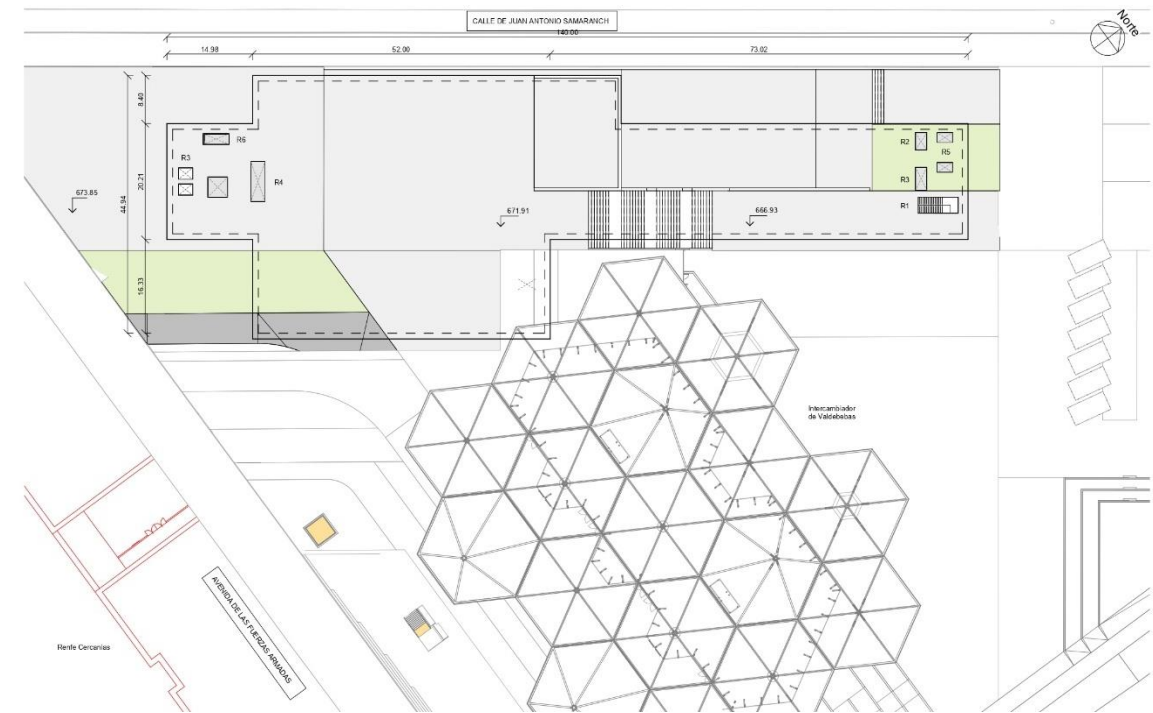 CALLE DE JUAN ANTONIO SAMARANCH
140.00
14.98
52.00
73.02
Norte
8.40
20.21
44.94
16.33
R6
R3
R4
R2
R5
R3
R1
673.85
671.91
666.93
Intercambiador
de Valdebebas
AVENIDA DE LAS FUERZAS ARMADAS
Renfe Cercanías